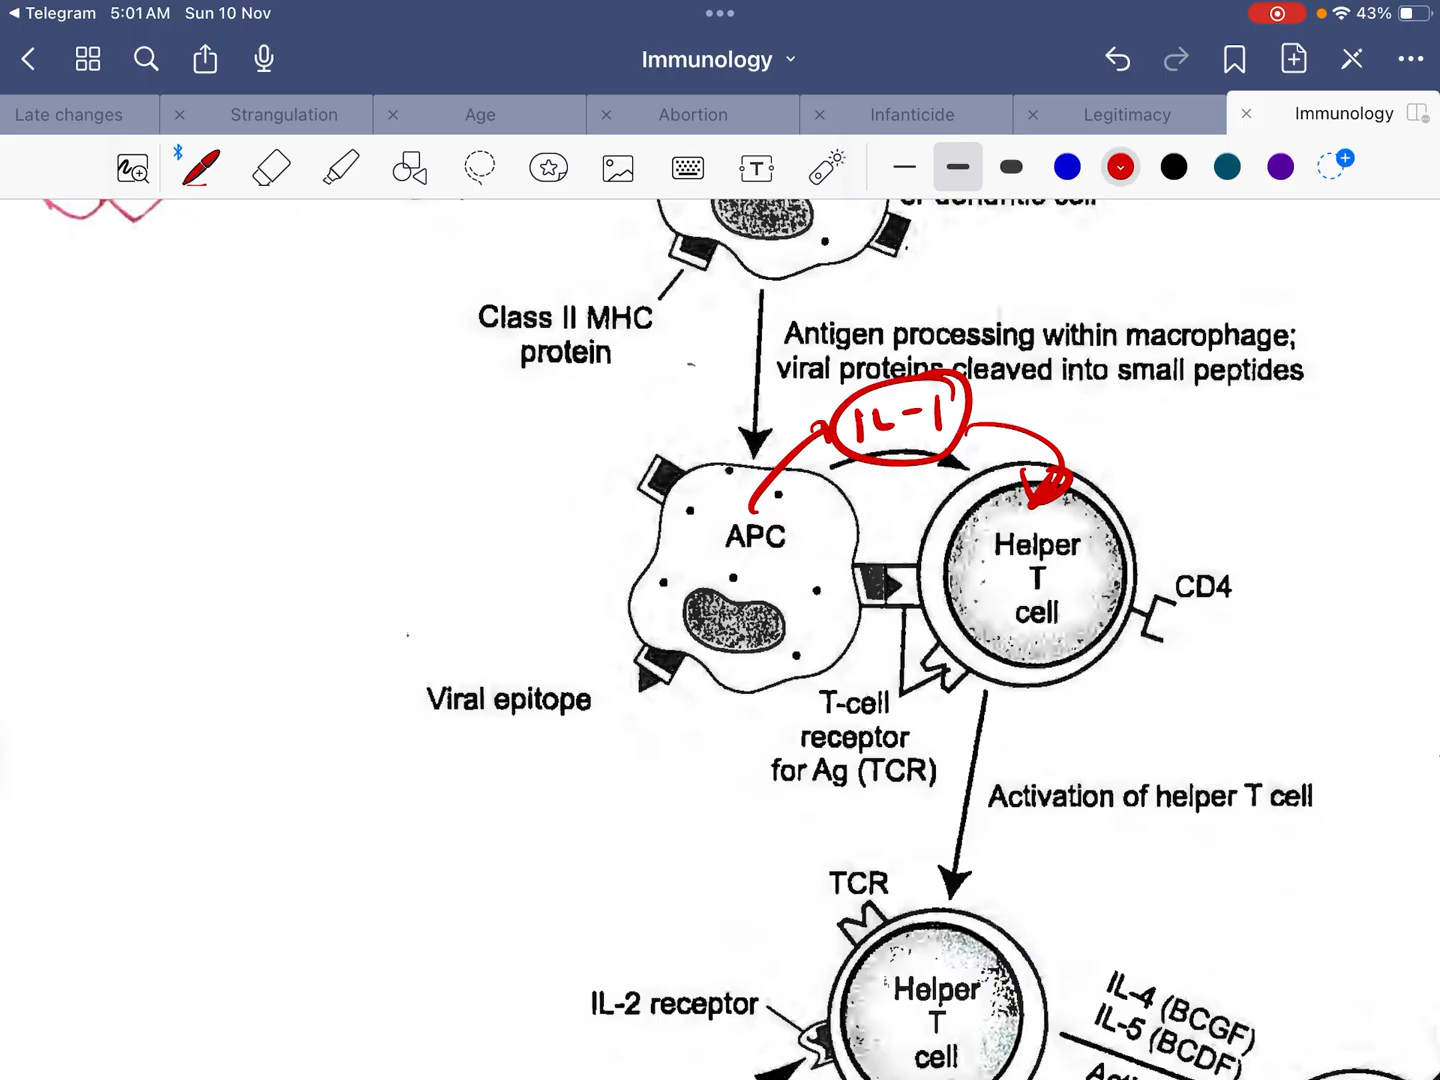 Telegram 5:01 AM Sun 10 Nov
43%
Immunology
Late changes
Strangulation
Age
Abortion
Infanticide
Legitimacy
Immunology
or dendritic cell
Class II MHC
protein
Antigen processing within macrophage;
viral proteins cleaved into small peptides
IL-1
APC
Helper
T
cell
CD4
Viral epitope
T-cell
receptor
for Ag (TCR)
Activation of helper T cell
TCR
IL-2 receptor
Helper
T
cell
IL-4 (BCGF)
IL-5 (BCDF)